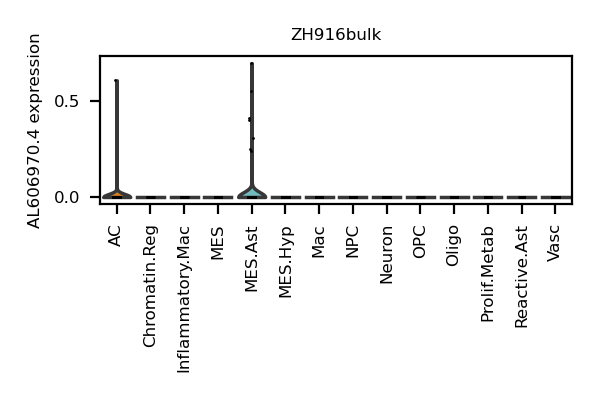 ZH916bulk
AL606970.4 expression
0.5
0.0
AC
Chromatin.Reg
Inflammatory.Mac
MES
MES.Ast
MES.Hyp
Mac
NPC
Neuron
OPC
Oligo
Prolif.Metab
Reactive.Ast
Vasc